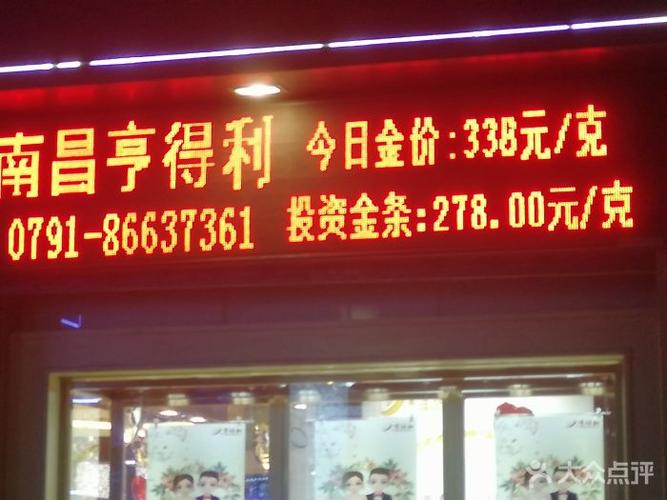 南昌亨得利
0791-86637361
今日金价:338元/克
投资金条:278.00元/克
大众点评